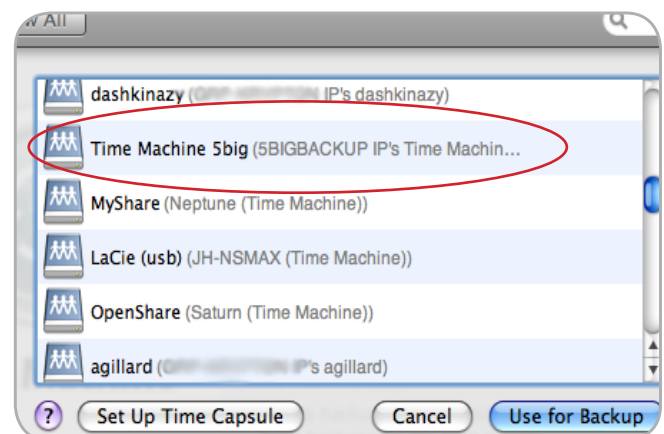 w All
dashkinazy (IP's dashkinazy)
Time Machine 5big (5BIGBACKUP IP's Time Machin...
MyShare (Neptune (Time Machine))
LaCie (usb) (JH-NSMAX (Time Machine))
OpenShare (Saturn (Time Machine))
agillard (IP's agillard)
? Set Up Time Capsule Cancel Use for Backup